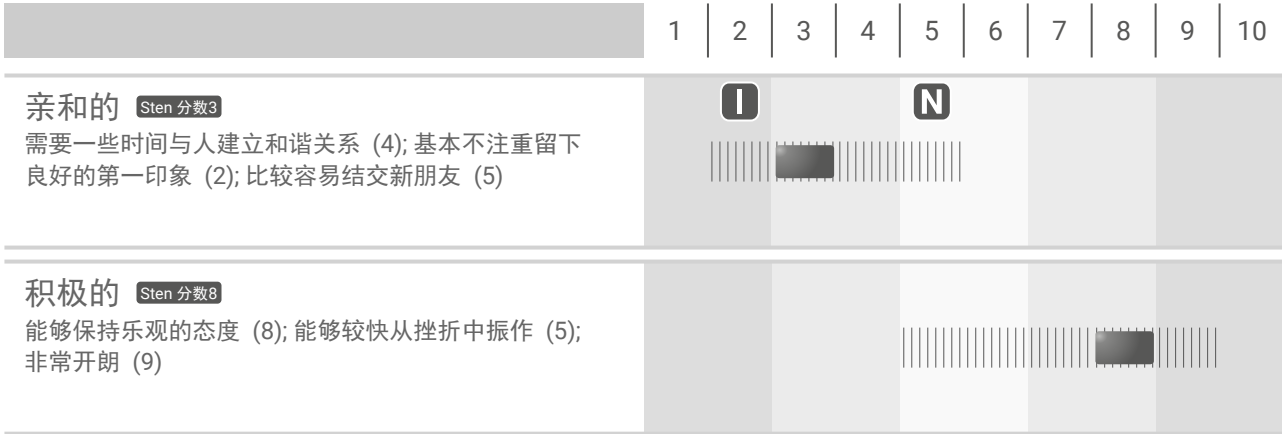 1 2 3 4 5 6 7 8 9 10
亲和的 Sten 分数3
I N
需要一些时间与人建立和谐关系 (4); 基本不注重留下
良好的第一印象 (2); 比较容易结交新朋友 (5)
积极的 Sten 分数8
能够保持乐观的态度 (8); 能够较快从挫折中振作 (5);
非常开朗 (9)